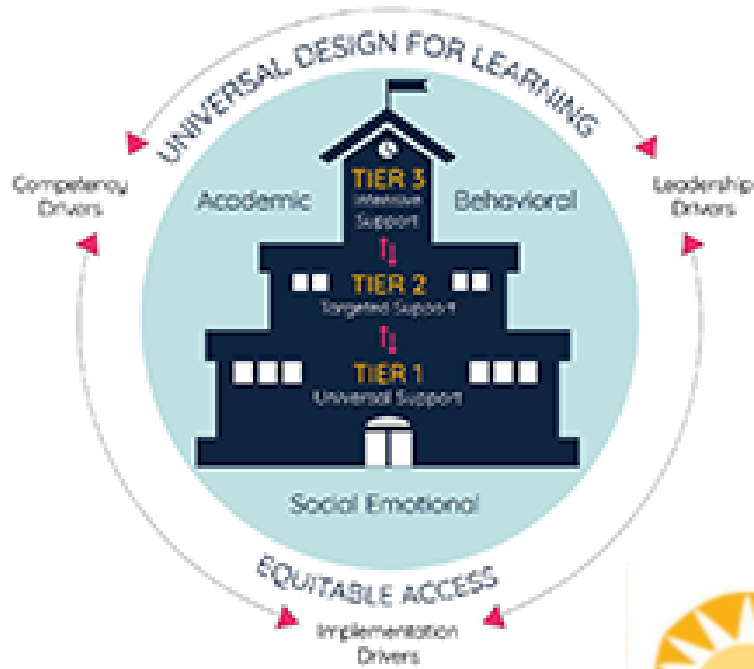 UNIVERSAL DESIGN FOR LEARNING
Competency
Drivers
Leadership
Drivers
Academic
Behavioral
TIER 3
Intensive
Support
TIER 2
Targeted Support
TIER 1
Universal Support
Social Emotional
EQUITABLE ACCESS
Implementation
Drivers